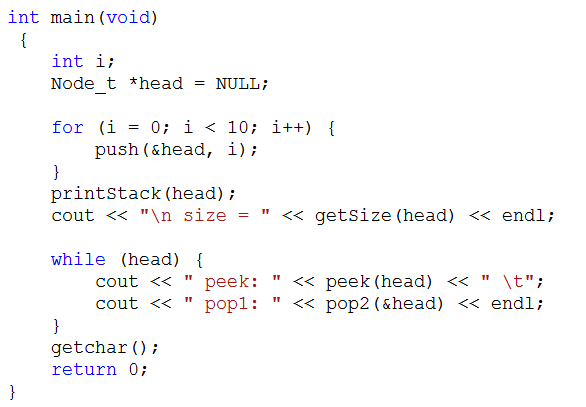 int main(void)
{
int i;
Node_t *head = NULL;
for (i = 0; i < 10; i++) {
push(&head, i);
}
printStack(head);
cout << "\n size = " << getSize(head) << endl;
while (head) {
cout << " peek: " << peek(head) << " \t";
cout << " pop1: " << pop2(&head) << endl;
}
getchar();
return 0;
}